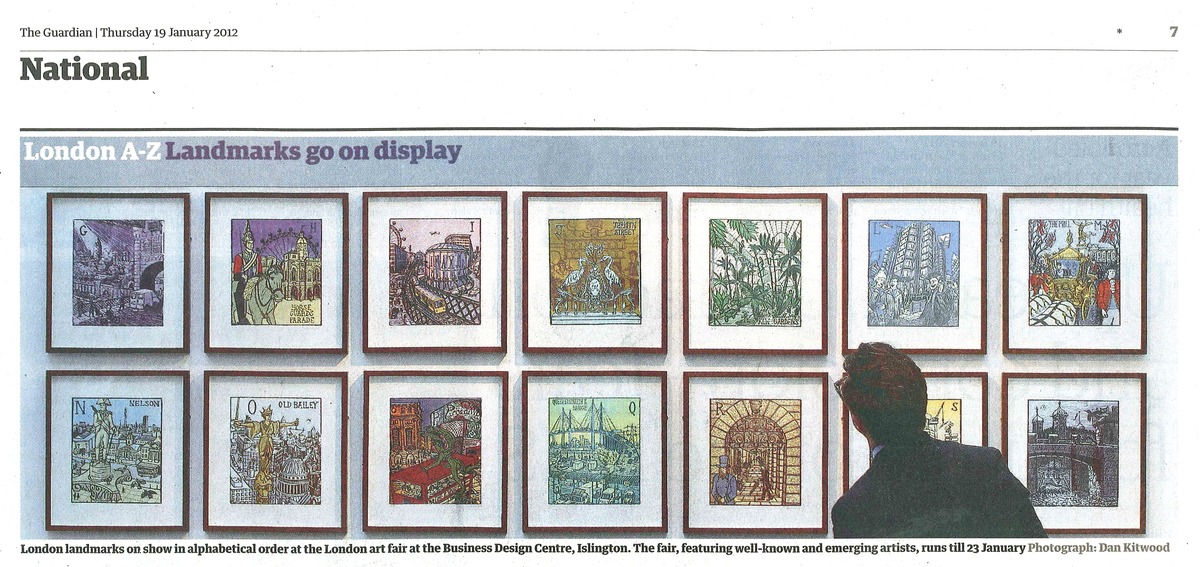 The Guardian | Thursday 19 January 2012
*
7
National
London A-Z Landmarks go on display
G
H
HORSE
GUARDS
PARADE
I
J
L
THE MALL
M
N NELSON
O OLD BAILEY
Q
R
S
London landmarks on show in alphabetical order at the London art fair at the Business Design Centre, Islington. The fair, featuring well-known and emerging artists, runs till 23 January Photograph: Dan Kitwood